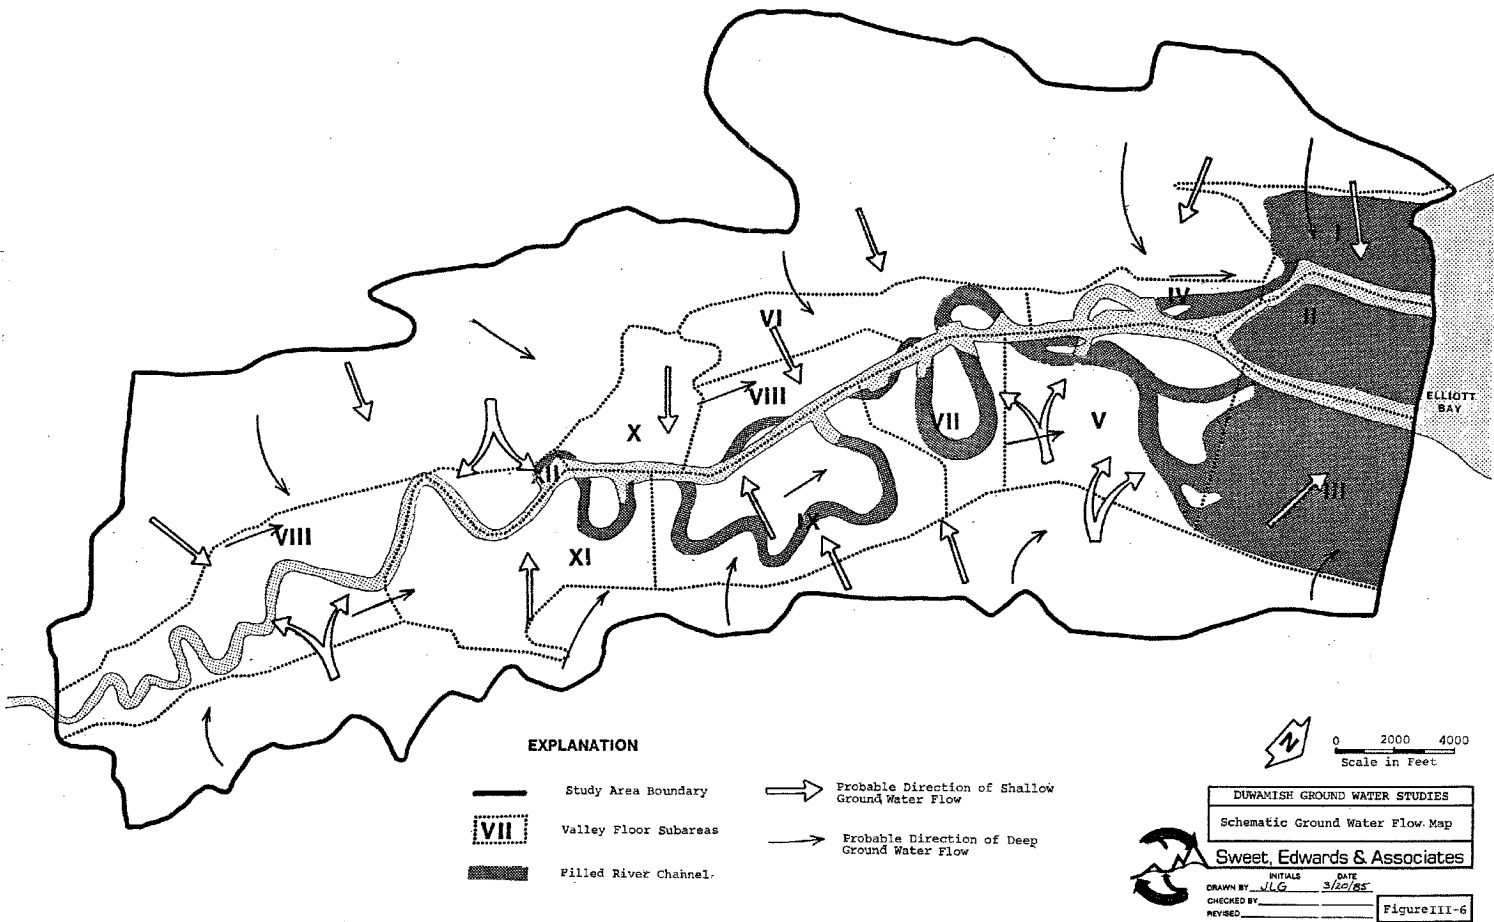 I
IV
II
VI
ELLIOTT
BAY
VIII
VII
V
X
XII
III
IX
VIII
XI
N
0 2000 4000
Scale in Feet
EXPLANATION
Study Area Boundary
VII Valley Floor Subareas
Filled River Channel.
Probable Direction of Shallow
Ground Water Flow
Probable Direction of Deep
Ground Water Flow
DUWAMISH GROUND WATER STUDIES
Schematic Ground Water Flow Map
Sweet, Edwards & Associates
INITIALS DATE
DRAWN BY JLG 3/20/85
CHECKED BY
REVISED
Figure III-6